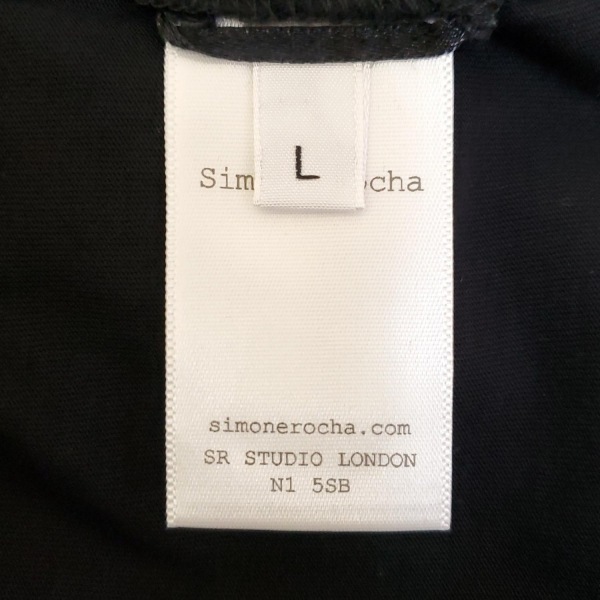 L
Sim ocha
simonerocha.com
SR STUDIO LONDON
N1 5SB